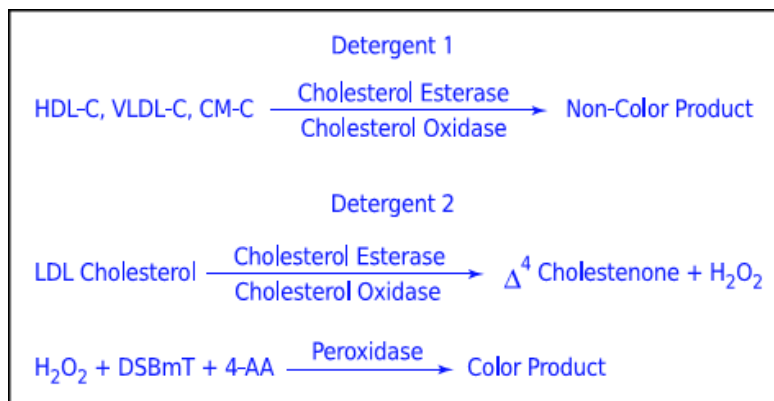 Detergent 1
Cholesterol Esterase
HDL-C, VLDL-C, CM-C → Non-Color Product
Cholesterol Oxidase
Detergent 2
Cholesterol Esterase
LDL Cholesterol → Δ⁴ Cholestenone + H₂O₂
Cholesterol Oxidase
Peroxidase
H₂O₂ + DSBmT + 4-AA → Color Product